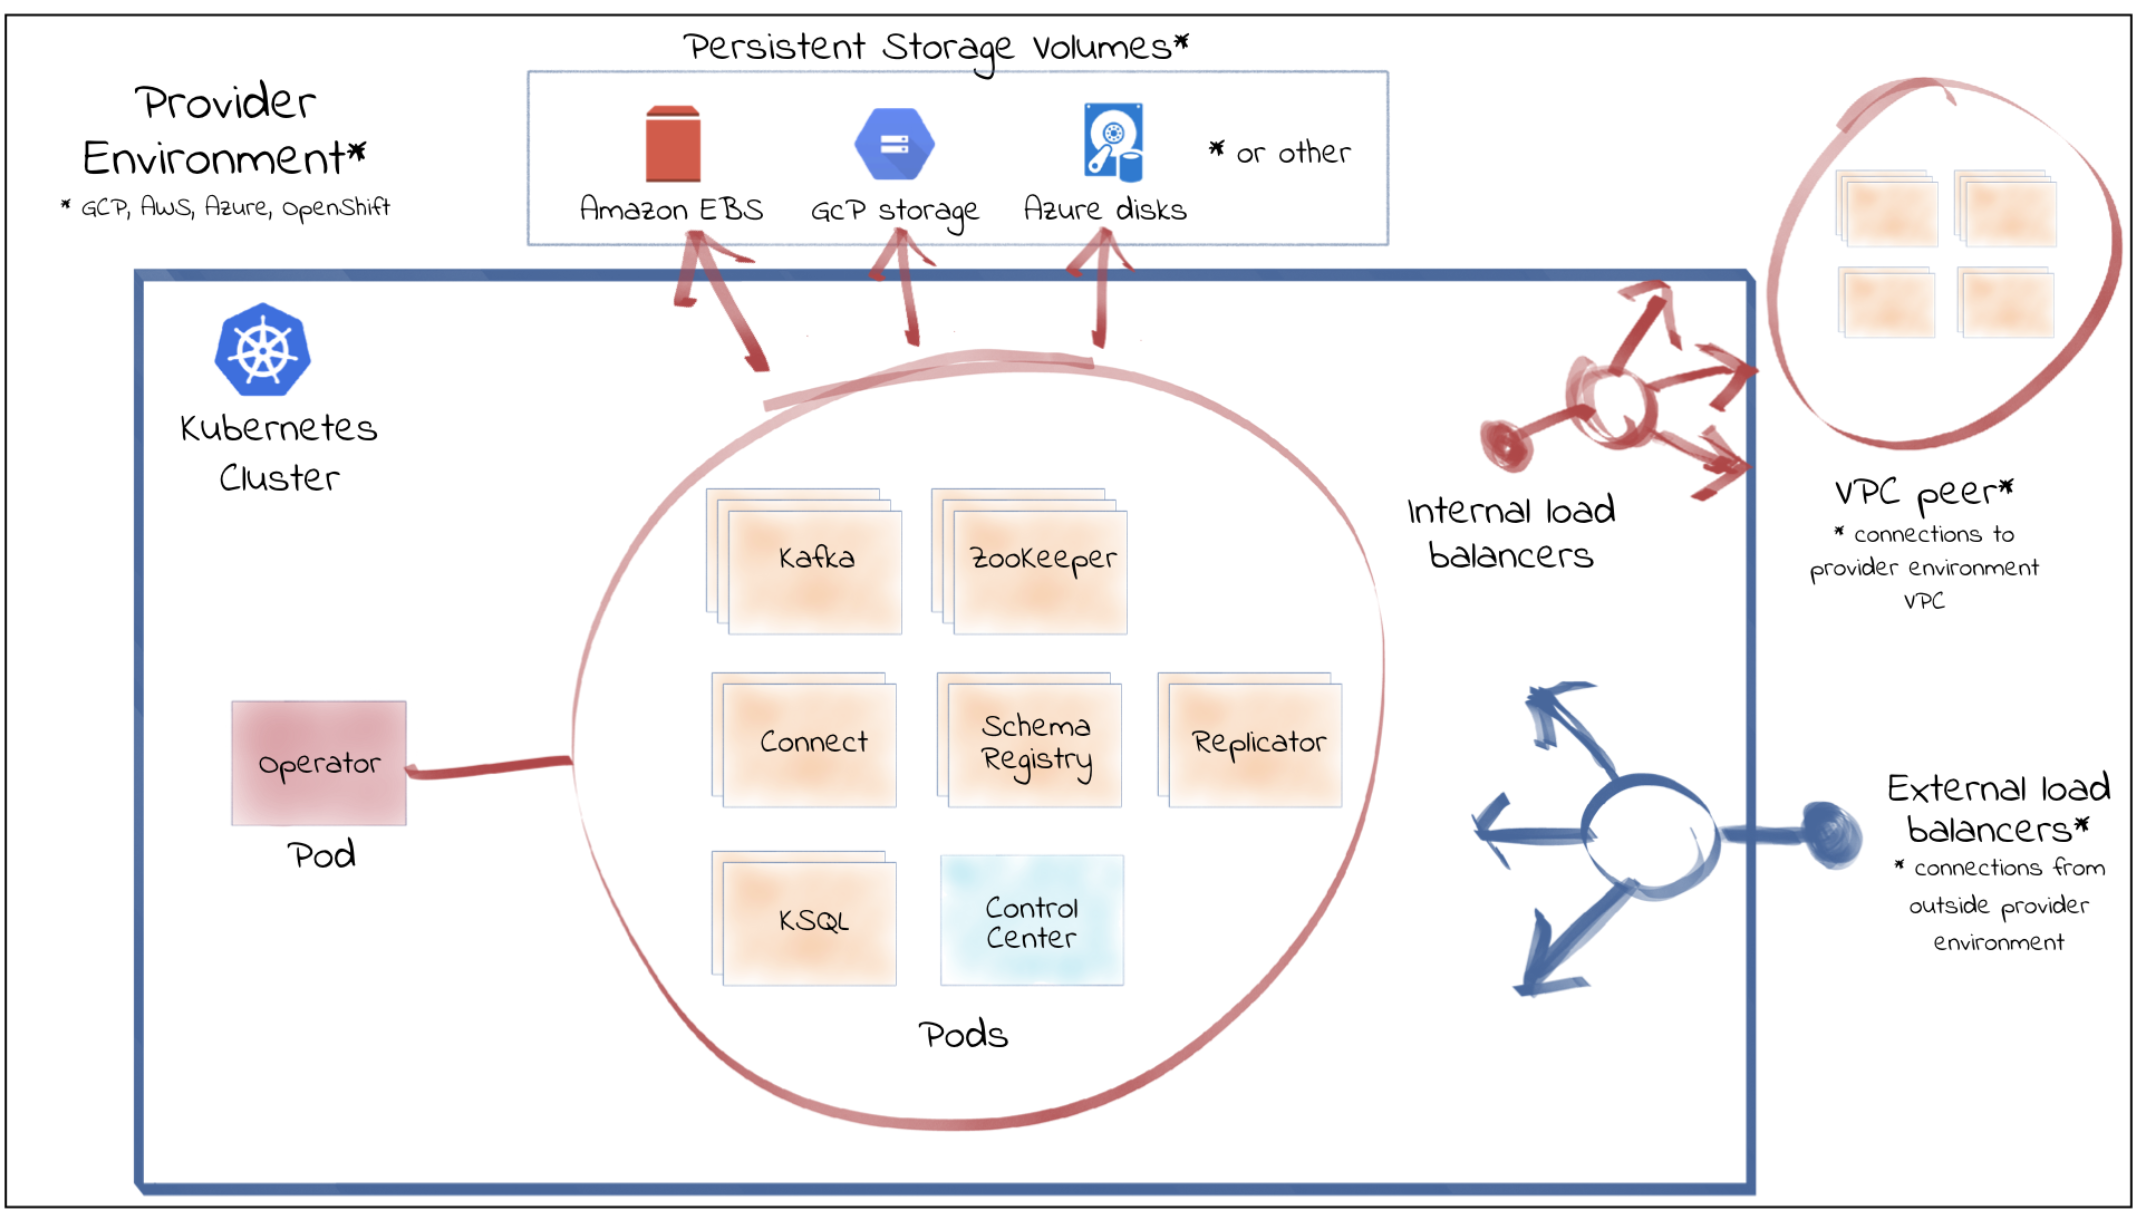 Persistent Storage Volumes*
Provider
Environment*
* GCP, AWS, Azure, OpenShift
Amazon EBS
GCP storage
Azure disks
* or other
Kubernetes
Cluster
Operator
Pod
Kafka
ZooKeeper
Connect
Schema
Registry
Replicator
KSQL
Control
Center
Pods
Internal load
balancers
VPC peer*
* connections to
provider environment
VPC
External load
balancers*
* connections from
outside provider
environment